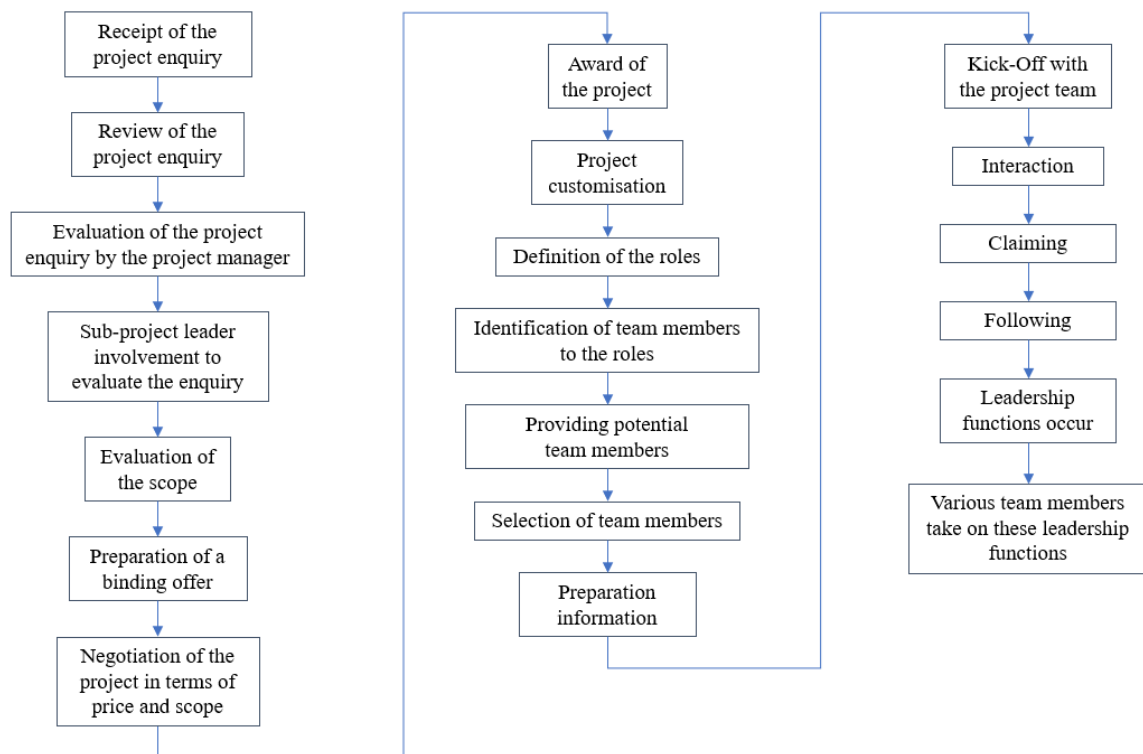 Receipt of the
project enquiry
Review of the
project enquiry
Evaluation of the project
enquiry by the project manager
Sub-project leader
involvement to
evaluate the enquiry
Evaluation of
the scope
Preparation of a
binding offer
Negotiation of the
project in terms of
price and scope
Award of
the project
Project
customisation
Definition of the roles
Identification of team members
to the roles
Providing potential
team members
Selection of team members
Preparation
information
Kick-Off with
the project team
Interaction
Claiming
Following
Leadership
functions occur
Various team members
take on these leadership
functions